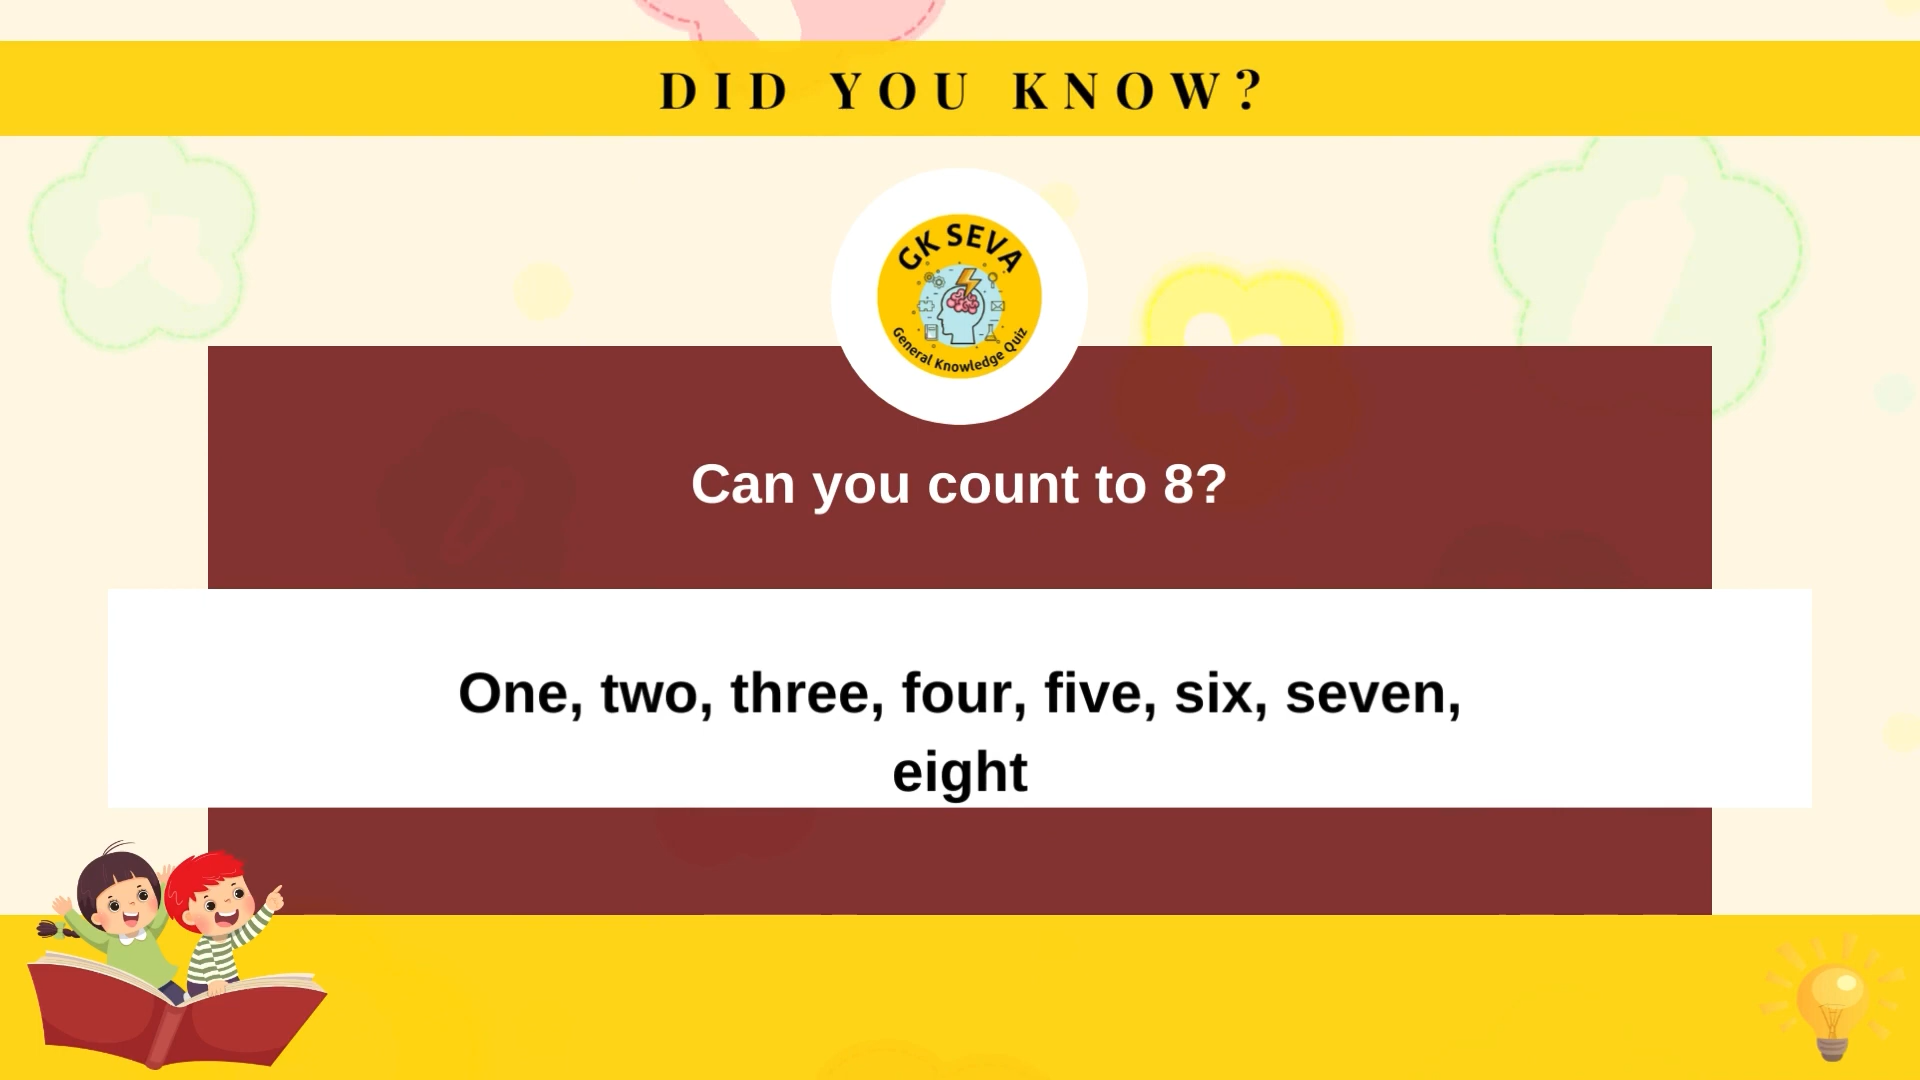 DID YOU KNOW?
GK SEVA
General Knowledge Quiz
Can you count to 8?
One, two, three, four, five, six, seven,
eight